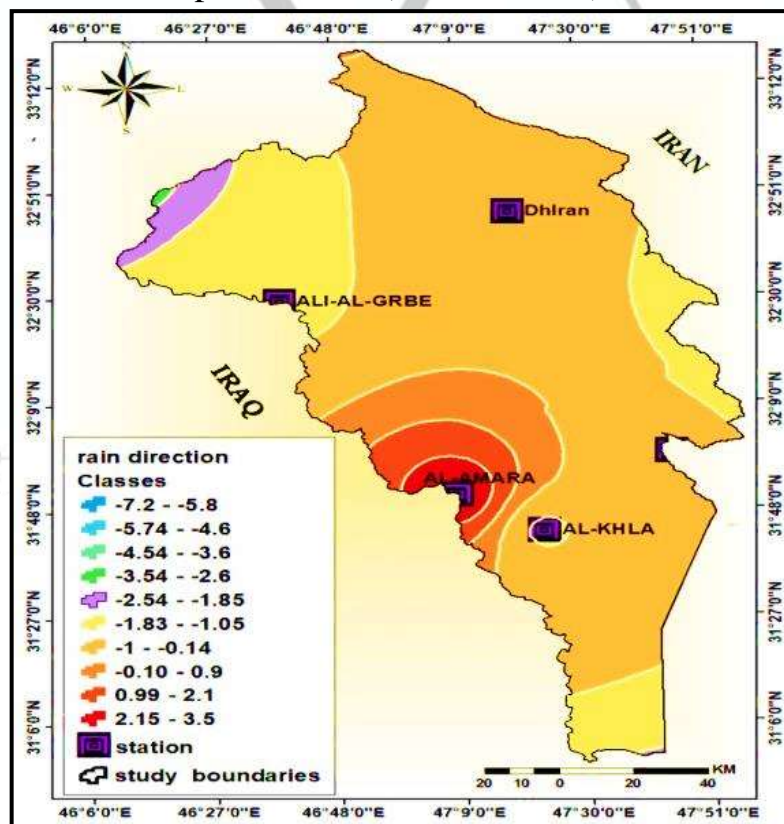 46°6'0"E 46°27'0"E 46°48'0"E 47°9'0"E 47°30'0"E 47°51'0"E
N
W E
S
33°12'0"N 33°12'0"N
IRAN
32°51'0"N 32°51'0"N
DhIran
32°30'0"N 32°30'0"N
ALI-AL-GRBE
IRAQ
32°9'0"N 32°9'0"N
AL-AMARA
31°48'0"N 31°48'0"N
AL-KHLA
31°27'0"N 31°27'0"N
31°6'0"N 31°6'0"N
rain direction
Classes
-7.2 - -5.8
-5.74 - -4.6
-4.54 - -3.6
-3.54 - -2.6
-2.54 - -1.85
-1.83 - -1.05
-1 - -0.14
-0.10 - 0.9
0.99 - 2.1
2.15 - 3.5
station
study boundaries
KM
20 10 0 20 40
46°6'0"E 46°27'0"E 46°48'0"E 47°9'0"E 47°30'0"E 47°51'0"E